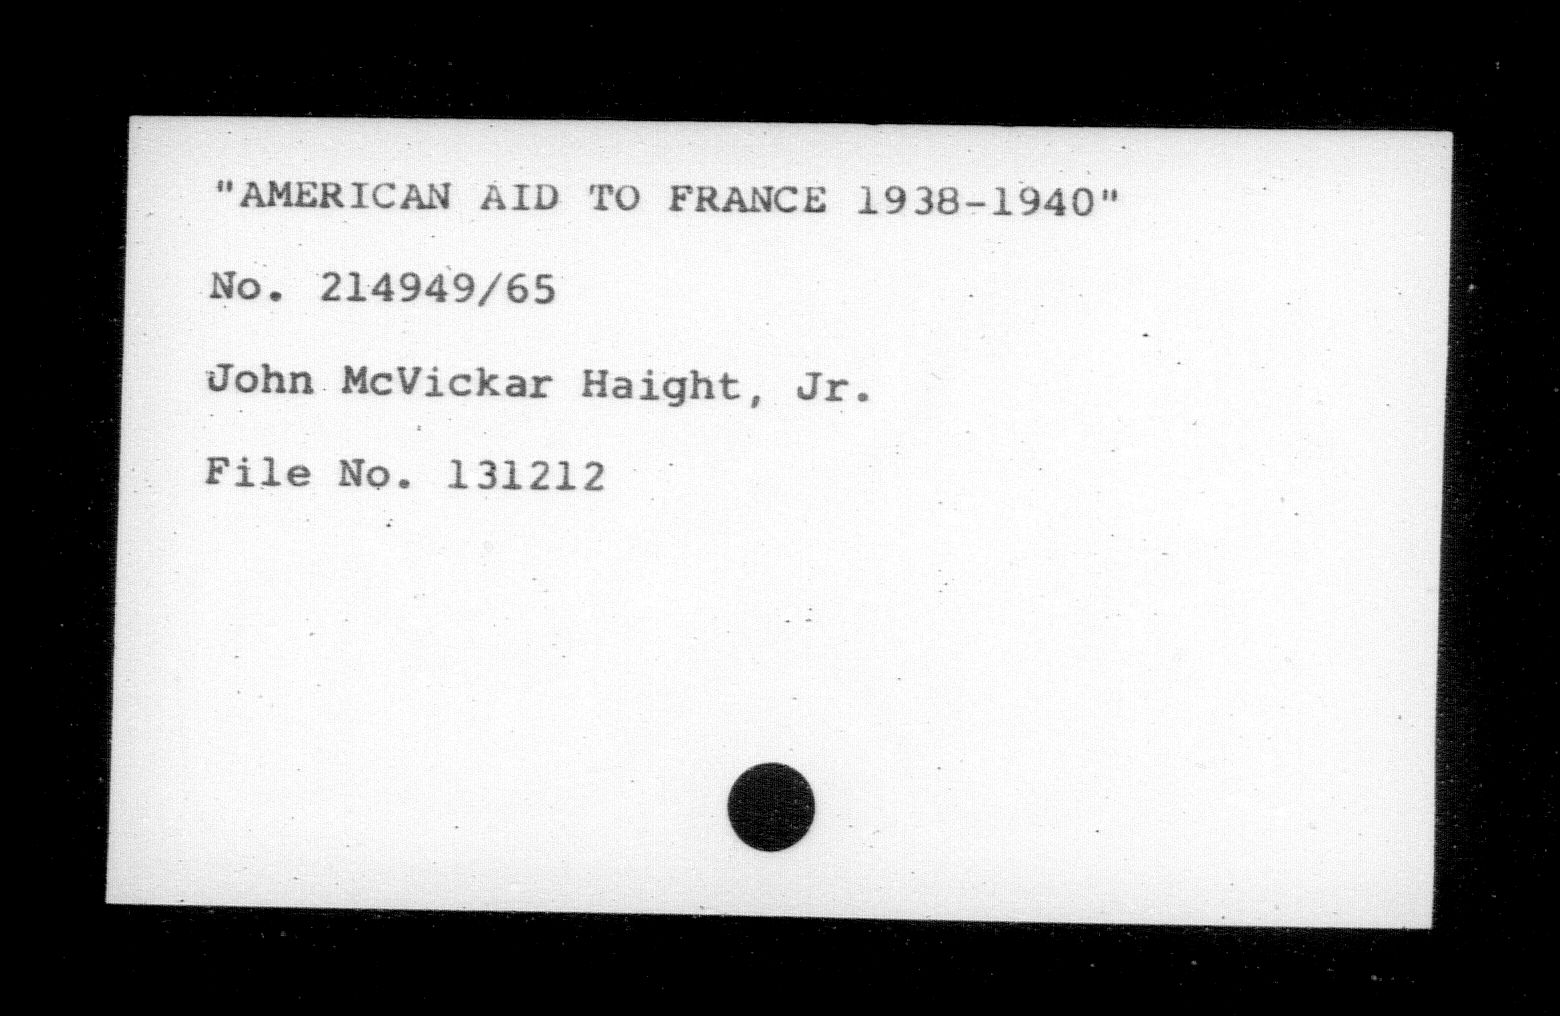 "AMERICAN AID TO FRANCE 1938-1940"
No. 214949/65
John McVickar Haight, Jr.
File No. 131212